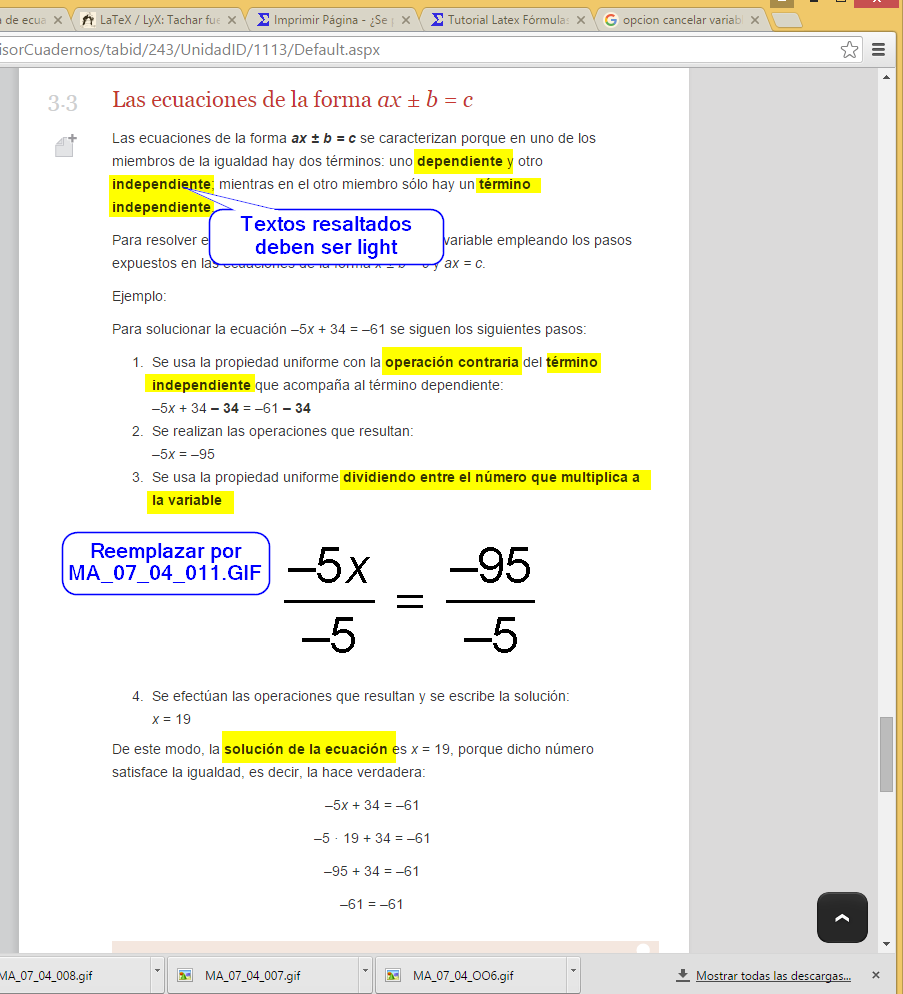 a de ecua
LaTeX / LyX: Tachar fue
Imprimir Página - ¿Se p
Tutorial Latex Fórmulas
opcion cancelar variabl
isorCuadernos/tabid/243/UnidadID/1113/Default.aspx
3.3 Las ecuaciones de la forma ax ± b = c
Las ecuaciones de la forma ax ± b = c se caracterizan porque en uno de los
miembros de la igualdad hay dos términos: uno dependiente y otro
independiente; mientras en el otro miembro sólo hay un término
independiente
Textos resaltados
deben ser light
Para resolver e variable empleando los pasos
expuestos en las ecuaciones de la forma x ± b = c y ax = c.
Ejemplo:
Para solucionar la ecuación –5x + 34 = –61 se siguen los siguientes pasos:
1. Se usa la propiedad uniforme con la operación contraria del término
independiente que acompaña al término dependiente:
–5x + 34 – 34 = –61 – 34
2. Se realizan las operaciones que resultan:
–5x = –95
3. Se usa la propiedad uniforme dividiendo entre el número que multiplica a
la variable
Reemplazar por
MA_07_04_011.GIF
–5x –95
=
–5 –5
4. Se efectúan las operaciones que resultan y se escribe la solución:
x = 19
De este modo, la solución de la ecuación es x = 19, porque dicho número
satisface la igualdad, es decir, la hace verdadera:
–5x + 34 = –61
–5 · 19 + 34 = –61
–95 + 34 = –61
–61 = –61
MA_07_04_008.gif
MA_07_04_007.gif
MA_07_04_OO6.gif
Mostrar todas las descargas...